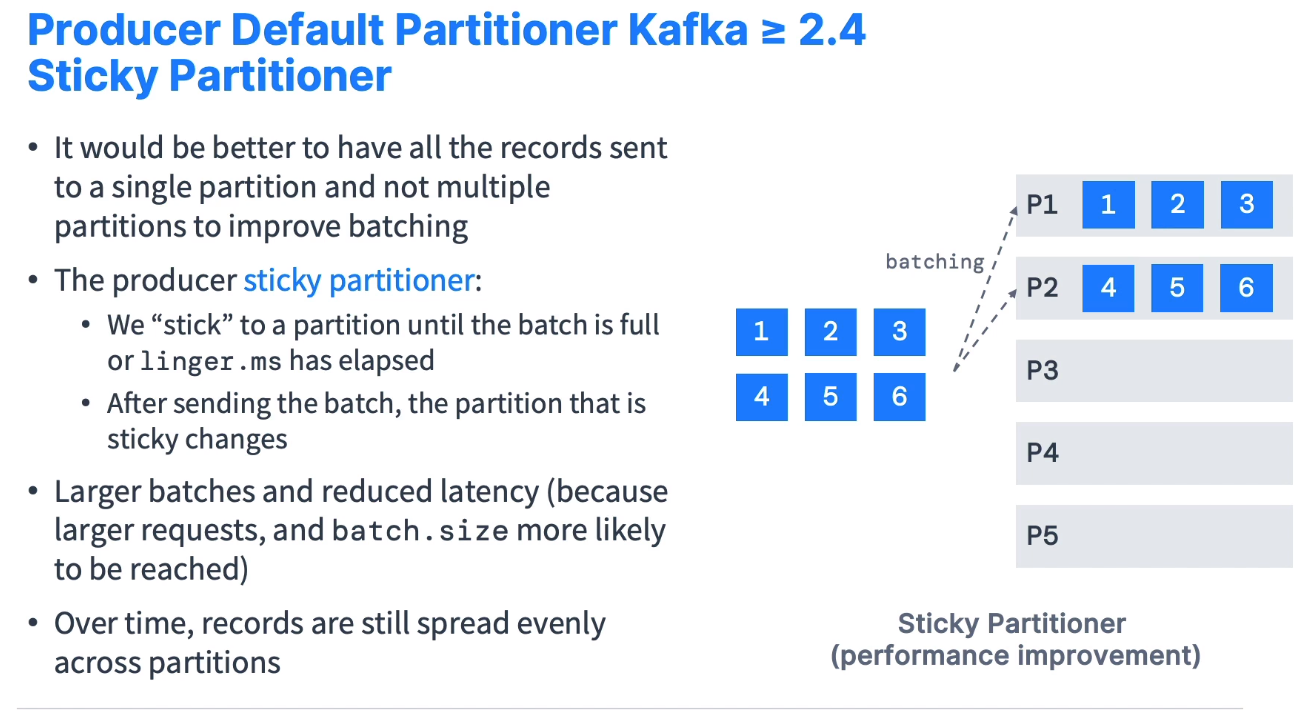 Producer Default Partitioner Kafka ≥ 2.4
Sticky Partitioner
• It would be better to have all the records sent
to a single partition and not multiple
partitions to improve batching
• The producer sticky partitioner:
• We “stick” to a partition until the batch is full
or linger.ms has elapsed
• After sending the batch, the partition that is
sticky changes
• Larger batches and reduced latency (because
larger requests, and batch.size more likely
to be reached)
• Over time, records are still spread evenly
across partitions
1 2 3
4 5 6
batching
P1 1 2 3
P2 4 5 6
P3
P4
P5
Sticky Partitioner
(performance improvement)